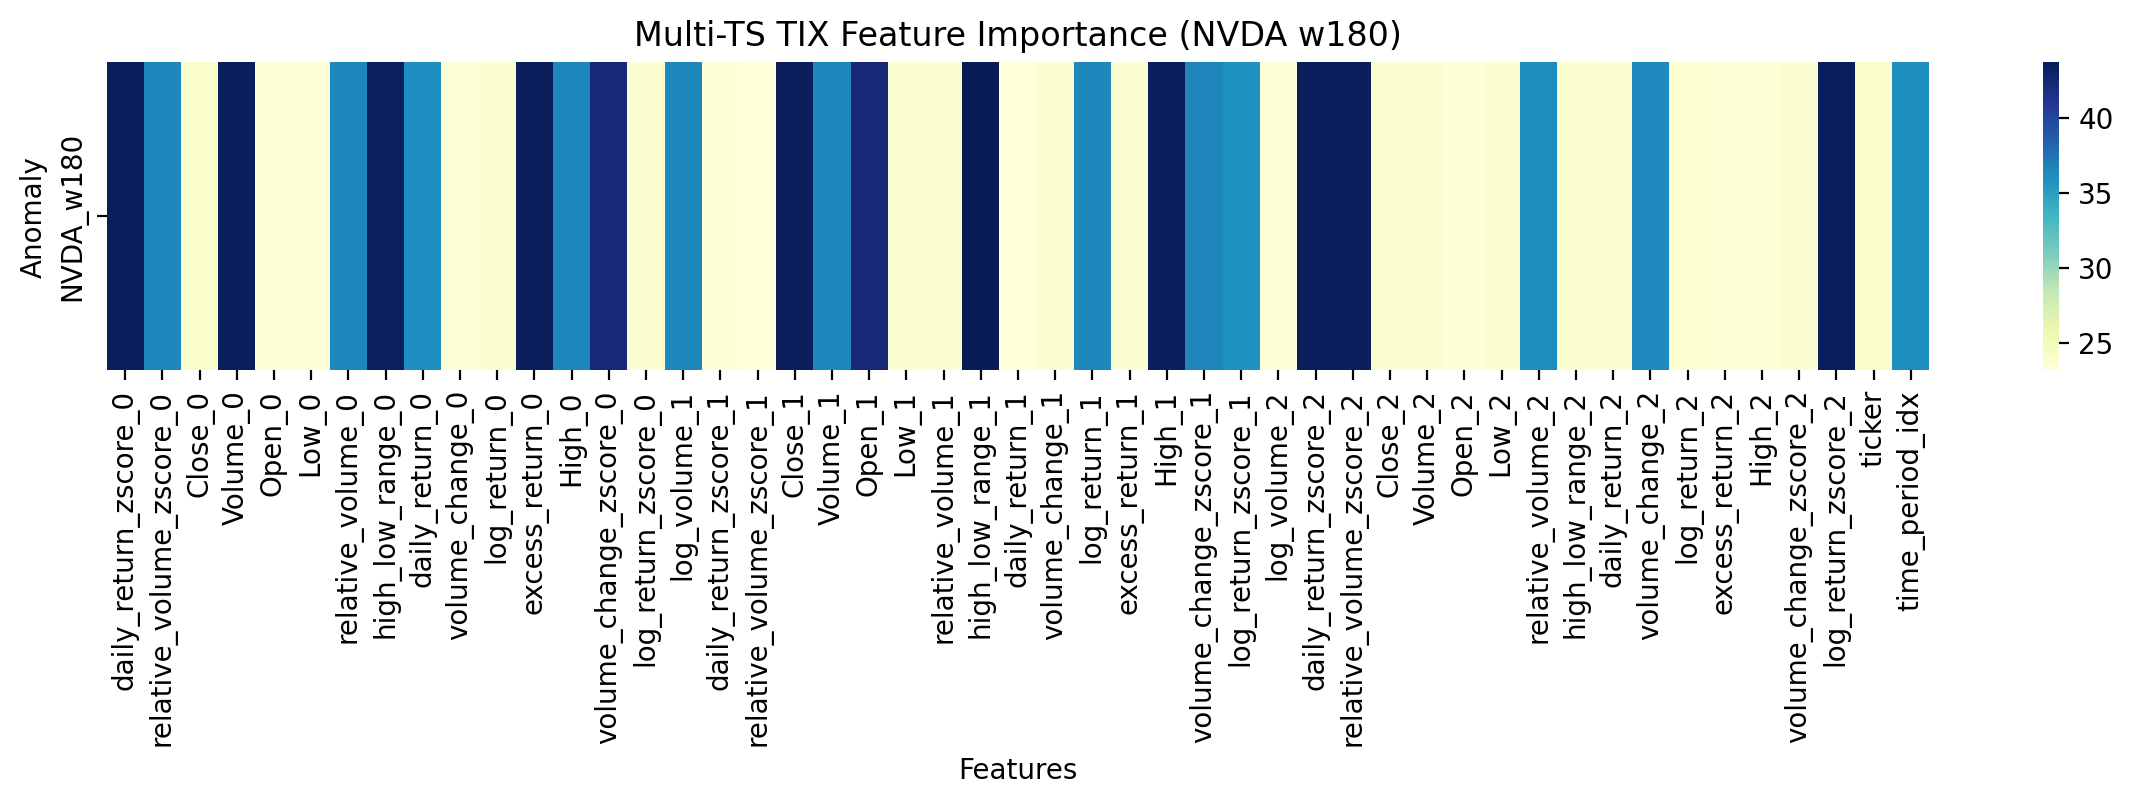 Multi-TS TIX Feature Importance (NVDA w180)
Anomaly
NVDA_w180
40
35
30
25
daily_return_zscore_0
relative_volume_zscore_0
Close_0
Volume_0
Open_0
Low_0
relative_volume_0
high_low_range_0
daily_return_0
volume_change_0
log_return_0
excess_return_0
High_0
volume_change_zscore_0
log_return_zscore_0
log_volume_1
daily_return_zscore_1
relative_volume_zscore_1
Close_1
Volume_1
Open_1
Low_1
relative_volume_1
high_low_range_1
daily_return_1
volume_change_1
log_return_1
excess_return_1
High_1
volume_change_zscore_1
log_return_zscore_1
log_volume_2
daily_return_zscore_2
relative_volume_zscore_2
Close_2
Volume_2
Open_2
Low_2
relative_volume_2
high_low_range_2
daily_return_2
volume_change_2
log_return_2
excess_return_2
High_2
volume_change_zscore_2
log_return_zscore_2
ticker
time_period_idx
Features